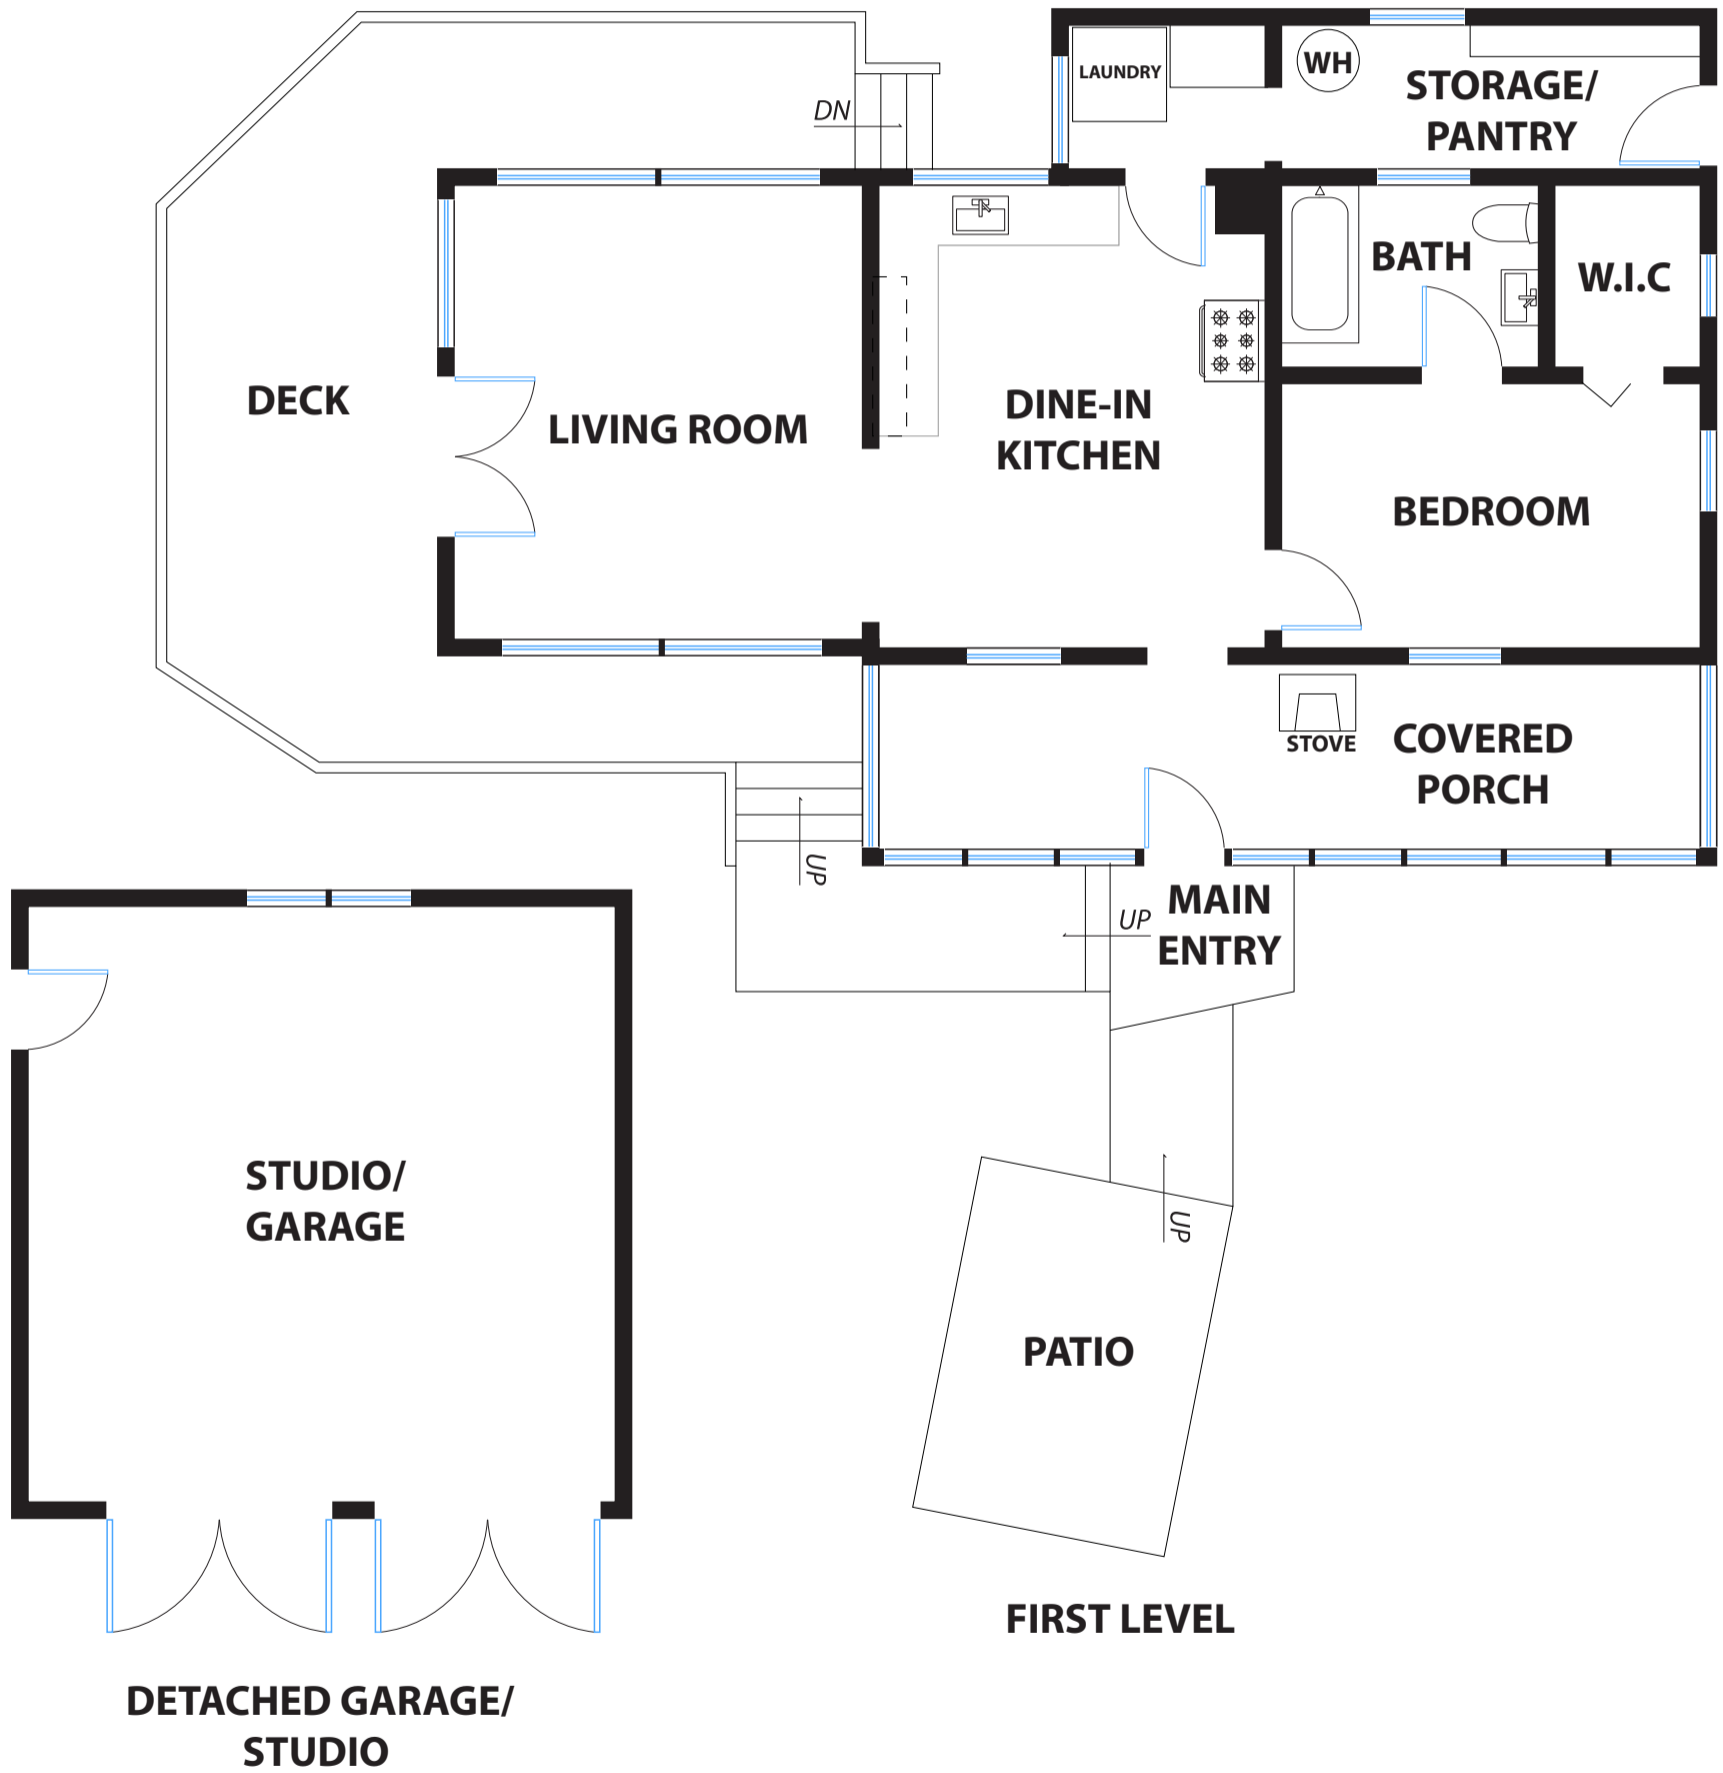 LAUNDRY
WH
STORAGE/
PANTRY
DN
BATH
W.I.C
DECK
LIVING ROOM
DINE-IN
KITCHEN
BEDROOM
STOVE
COVERED
PORCH
UP
MAIN
ENTRY
UP
STUDIO/
GARAGE
UP
PATIO
FIRST LEVEL
DETACHED GARAGE/
STUDIO